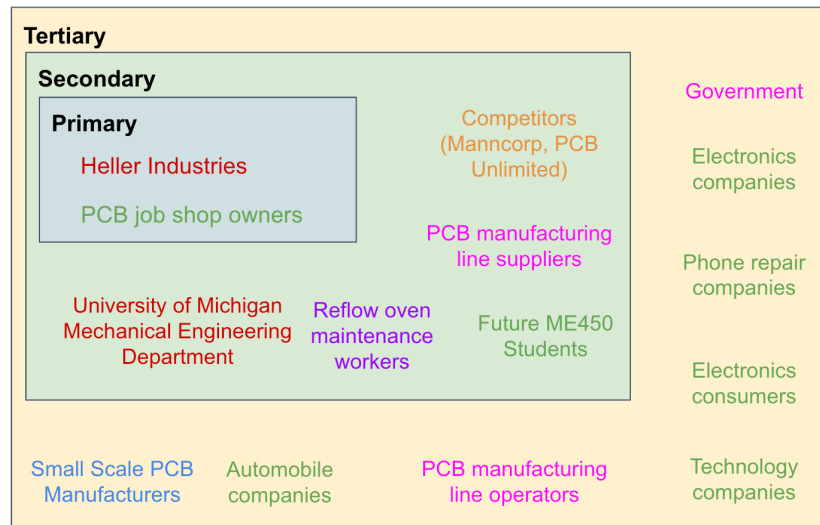 Tertiary
Secondary
Primary
Heller Industries
PCB job shop owners
Competitors
(Manncorp, PCB
Unlimited)
PCB manufacturing
line suppliers
University of Michigan
Mechanical Engineering
Department
Reflow oven
maintenance
workers
Future ME450
Students
Government
Electronics
companies
Phone repair
companies
Electronics
consumers
Small Scale PCB
Manufacturers
Automobile
companies
PCB manufacturing
line operators
Technology
companies